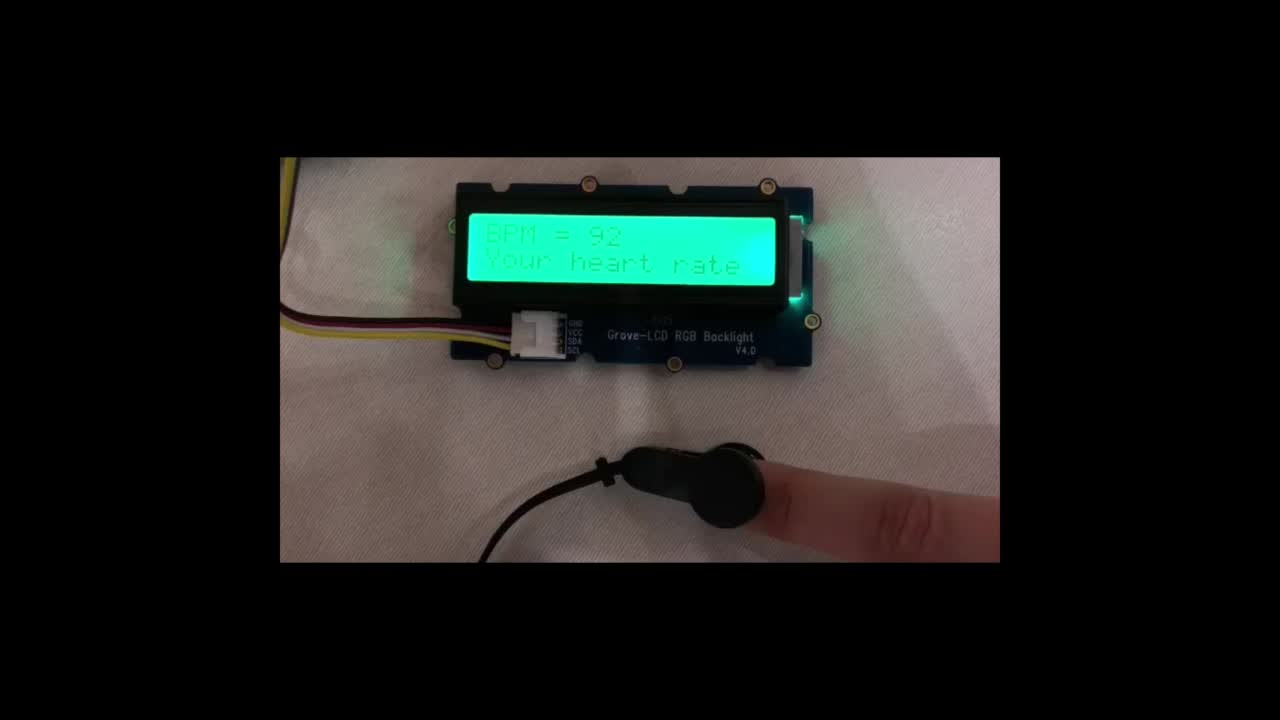 BPM = 92
Your heart rate
GND
VCC
SDA
SCL
Grove-LCD RGB Backlight
V4.0